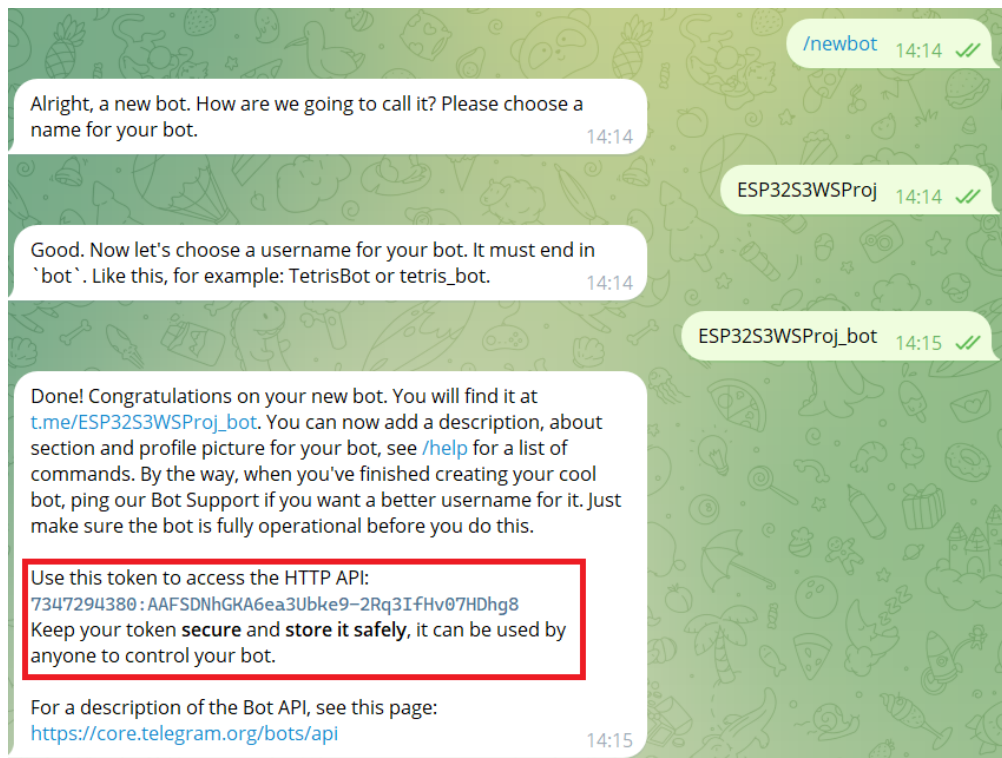 /newbot 14:14
Alright, a new bot. How are we going to call it? Please choose a
name for your bot.
14:14
ESP32S3WSProj 14:14
Good. Now let's choose a username for your bot. It must end in
`bot`. Like this, for example: TetrisBot or tetris_bot.
14:14
ESP32S3WSProj_bot 14:15
Done! Congratulations on your new bot. You will find it at
t.me/ESP32S3WSProj_bot. You can now add a description, about
section and profile picture for your bot, see /help for a list of
commands. By the way, when you've finished creating your cool
bot, ping our Bot Support if you want a better username for it. Just
make sure the bot is fully operational before you do this.
Use this token to access the HTTP API:
7347294380:AAFSDNhGKA6ea3Ubke9-2Rq3IfHv07HDhg8
Keep your token secure and store it safely, it can be used by
anyone to control your bot.
For a description of the Bot API, see this page:
https://core.telegram.org/bots/api
14:15